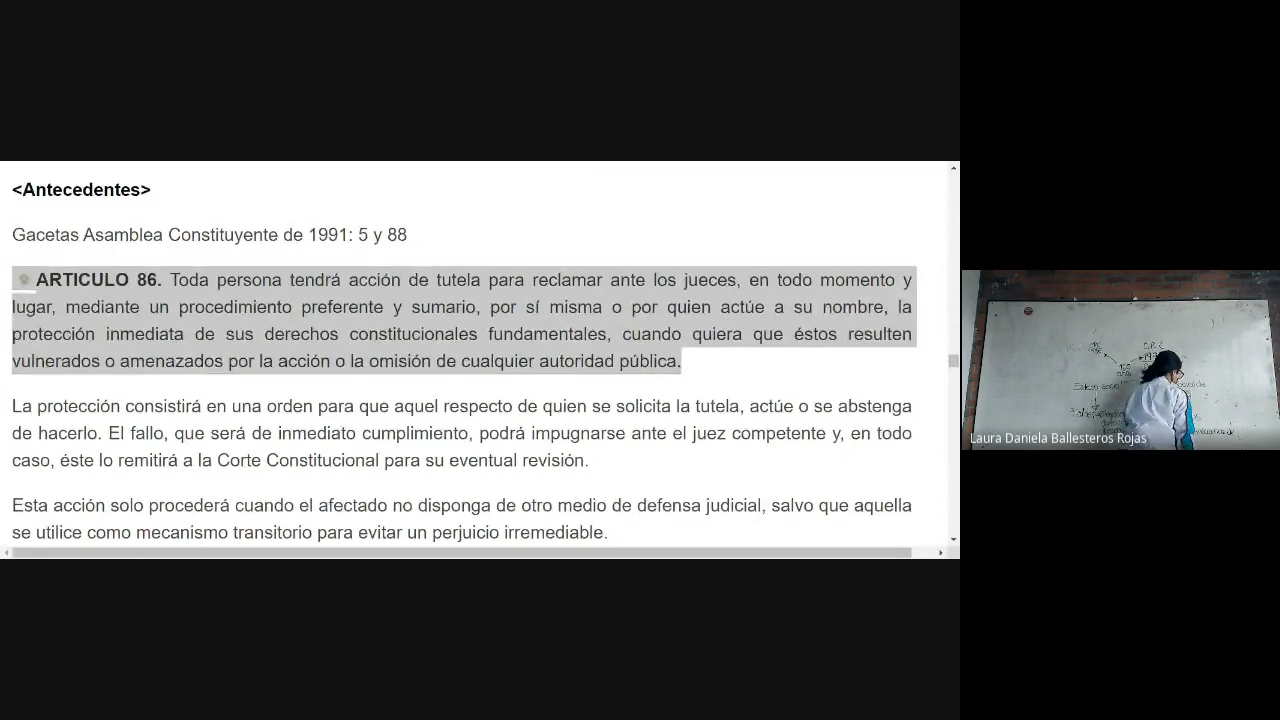 <Antecedentes>
Gacetas Asamblea Constituyente de 1991: 5 y 88
ARTICULO 86. Toda persona tendrá acción de tutela para reclamar ante los jueces, en todo momento y
lugar, mediante un procedimiento preferente y sumario, por sí misma o por quien actúe a su nombre, la
protección inmediata de sus derechos constitucionales fundamentales, cuando quiera que éstos resulten
vulnerados o amenazados por la acción o la omisión de cualquier autoridad pública.
La protección consistirá en una orden para que aquel respecto de quien se solicita la tutela, actúe o se abstenga
de hacerlo. El fallo, que será de inmediato cumplimiento, podrá impugnarse ante el juez competente y, en todo
caso, éste lo remitirá a la Corte Constitucional para su eventual revisión.
Esta acción solo procederá cuando el afectado no disponga de otro medio de defensa judicial, salvo que aquella
se utilice como mecanismo transitorio para evitar un perjuicio irremediable.
Laura Daniela Ballesteros Rojas